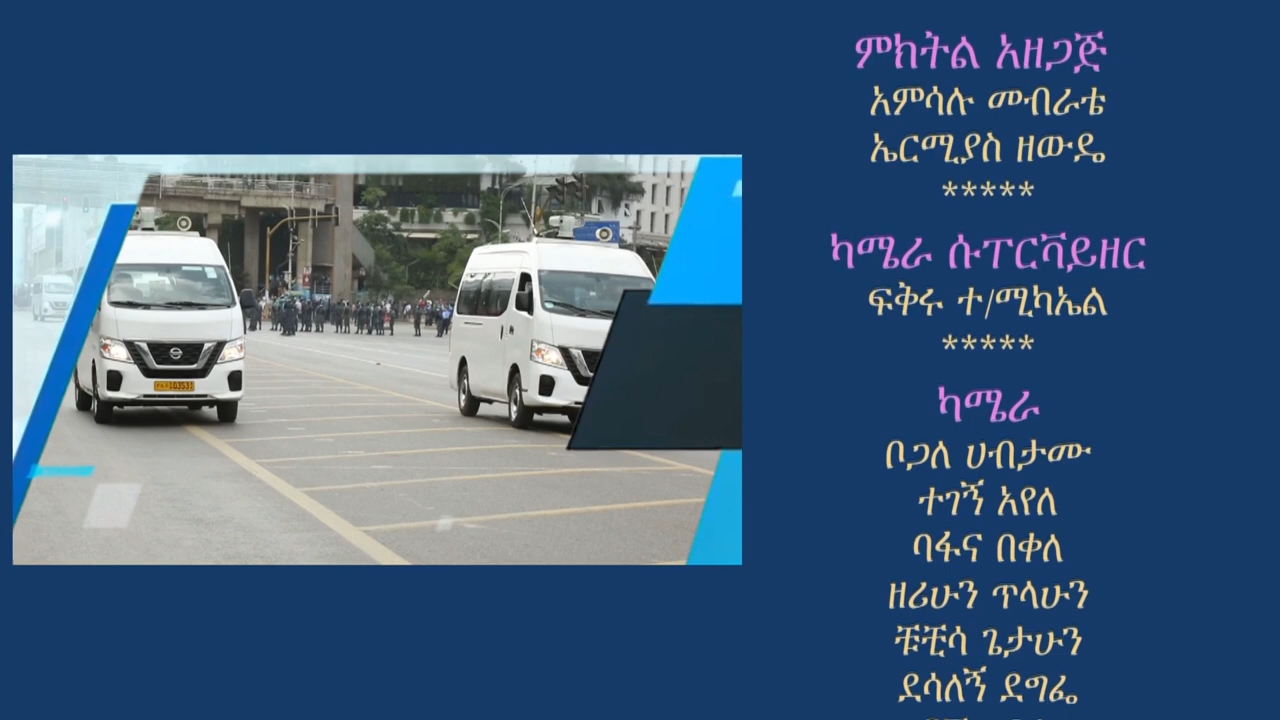 ምክትል አዘጋጅ
አምሳሉ መብራቴ
ኤርሚያስ ዘውዴ
*****
ካሜራ ሱፐርቫይዘር
ፍቅሩ ተ/ሚካኤል
*****
ካሜራ
ቦጋለ ሀብታሙ
ተገኝ አየለ
ባፋና በቀለ
ዘሪሁን ጥላሁን
ቹቺሳ ጌታሁን
ደሳለኝ ደግፌ